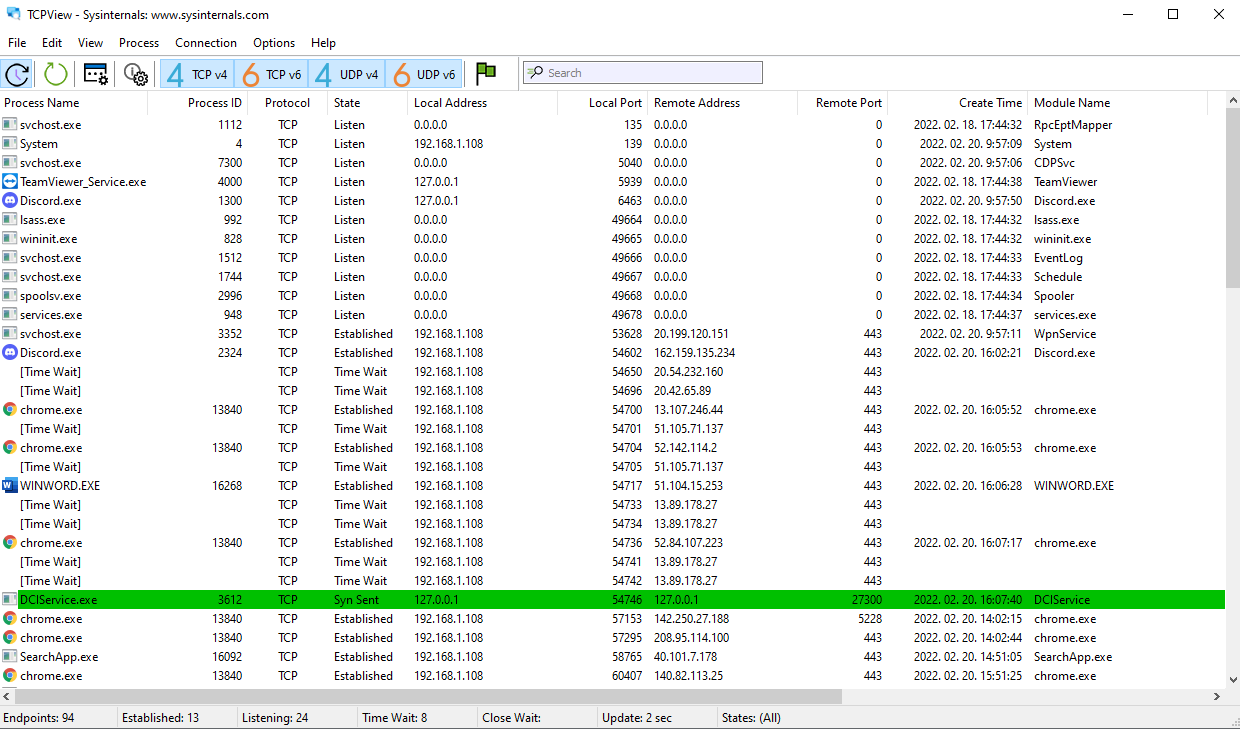 TCPView - Sysinternals: www.sysinternals.com
File Edit View Process Connection Options Help
4 TCP v4 6 TCP v6 4 UDP v4 6 UDP v6 Search
Process Name Process ID Protocol State Local Address Local Port Remote Address Remote Port Create Time Module Name
svchost.exe 1112 TCP Listen 0.0.0.0 135 0.0.0.0 0 2022. 02. 18. 17:44:32 RpcEptMapper
System 4 TCP Listen 192.168.1.108 139 0.0.0.0 0 2022. 02. 20. 9:57:09 System
svchost.exe 7300 TCP Listen 0.0.0.0 5040 0.0.0.0 0 2022. 02. 20. 9:57:06 CDPSvc
TeamViewer_Service.exe 4000 TCP Listen 127.0.0.1 5939 0.0.0.0 0 2022. 02. 18. 17:44:38 TeamViewer
Discord.exe 1300 TCP Listen 127.0.0.1 6463 0.0.0.0 0 2022. 02. 20. 9:57:50 Discord.exe
lsass.exe 992 TCP Listen 0.0.0.0 49664 0.0.0.0 0 2022. 02. 18. 17:44:32 lsass.exe
wininit.exe 828 TCP Listen 0.0.0.0 49665 0.0.0.0 0 2022. 02. 18. 17:44:32 wininit.exe
svchost.exe 1512 TCP Listen 0.0.0.0 49666 0.0.0.0 0 2022. 02. 18. 17:44:33 EventLog
svchost.exe 1744 TCP Listen 0.0.0.0 49667 0.0.0.0 0 2022. 02. 18. 17:44:33 Schedule
spoolsv.exe 2996 TCP Listen 0.0.0.0 49668 0.0.0.0 0 2022. 02. 18. 17:44:34 Spooler
services.exe 948 TCP Listen 0.0.0.0 49678 0.0.0.0 0 2022. 02. 18. 17:44:37 services.exe
svchost.exe 3352 TCP Established 192.168.1.108 53628 20.199.120.151 443 2022. 02. 20. 9:57:11 WpnService
Discord.exe 2324 TCP Established 192.168.1.108 54602 162.159.135.234 443 2022. 02. 20. 16:02:21 Discord.exe
[Time Wait] TCP Time Wait 192.168.1.108 54650 20.54.232.160 443
[Time Wait] TCP Time Wait 192.168.1.108 54696 20.42.65.89 443
chrome.exe 13840 TCP Established 192.168.1.108 54700 13.107.246.44 443 2022. 02. 20. 16:05:52 chrome.exe
[Time Wait] TCP Time Wait 192.168.1.108 54701 51.105.71.137 443
chrome.exe 13840 TCP Established 192.168.1.108 54704 52.142.114.2 443 2022. 02. 20. 16:05:53 chrome.exe
[Time Wait] TCP Time Wait 192.168.1.108 54705 51.105.71.137 443
WINWORD.EXE 16268 TCP Established 192.168.1.108 54717 51.104.15.253 443 2022. 02. 20. 16:06:28 WINWORD.EXE
[Time Wait] TCP Time Wait 192.168.1.108 54733 13.89.178.27 443
[Time Wait] TCP Time Wait 192.168.1.108 54734 13.89.178.27 443
chrome.exe 13840 TCP Established 192.168.1.108 54736 52.84.107.223 443 2022. 02. 20. 16:07:17 chrome.exe
[Time Wait] TCP Time Wait 192.168.1.108 54741 13.89.178.27 443
[Time Wait] TCP Time Wait 192.168.1.108 54742 13.89.178.27 443
DCIService.exe 3612 TCP Syn Sent 127.0.0.1 54746 127.0.0.1 27300 2022. 02. 20. 16:07:40 DCIService
chrome.exe 13840 TCP Established 192.168.1.108 57153 142.250.27.188 5228 2022. 02. 20. 14:02:15 chrome.exe
chrome.exe 13840 TCP Established 192.168.1.108 57295 208.95.114.100 443 2022. 02. 20. 14:02:44 chrome.exe
SearchApp.exe 16092 TCP Established 192.168.1.108 58765 40.101.7.178 443 2022. 02. 20. 14:51:05 SearchApp.exe
chrome.exe 13840 TCP Established 192.168.1.108 60407 140.82.113.25 443 2022. 02. 20. 15:51:25 chrome.exe
Endpoints: 94 Established: 13 Listening: 24 Time Wait: 8 Close Wait: Update: 2 sec States: (All)